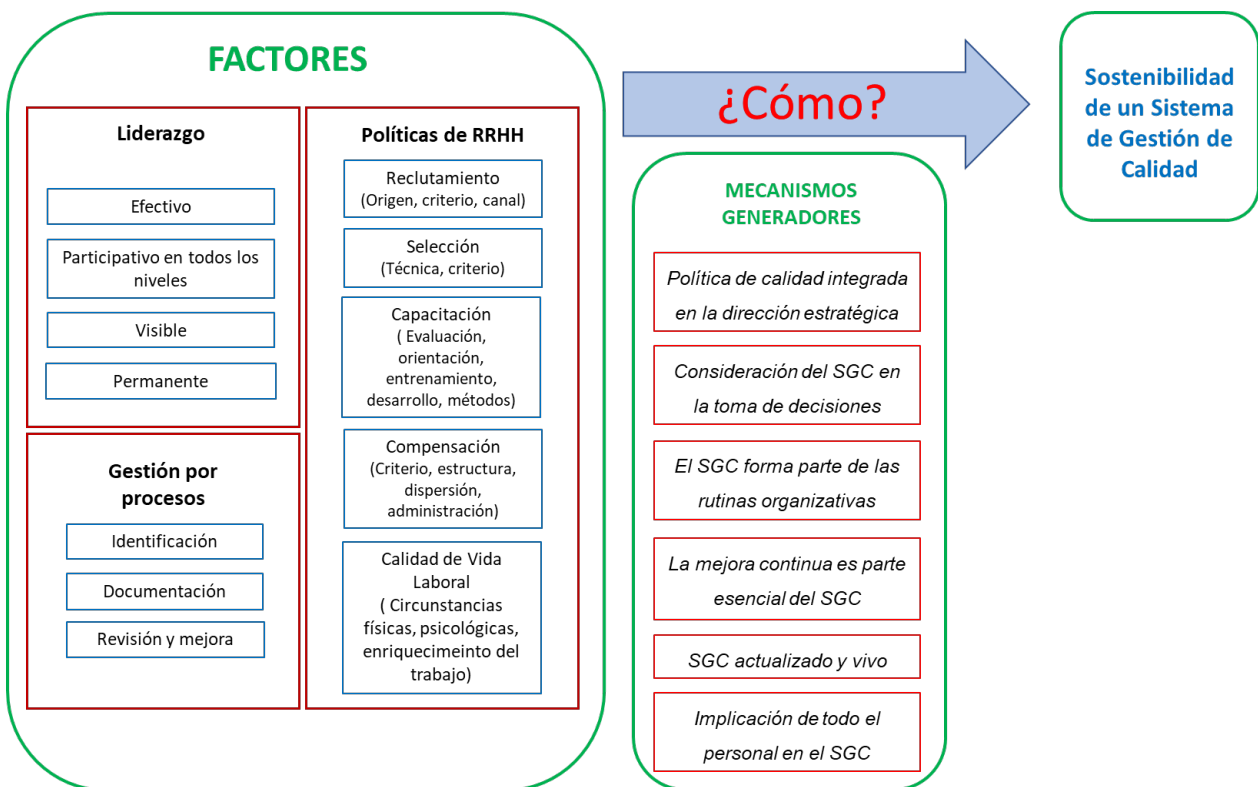 FACTORES
Liderazgo
Efectivo
Participativo en todos los
niveles
Visible
Permanente
Gestión por
procesos
Identificación
Documentación
Revisión y mejora
Políticas de RRHH
Reclutamiento
(Origen, criterio, canal)
Selección
(Técnica, criterio)
Capacitación
( Evaluación,
orientación,
entrenamiento,
desarrollo, métodos)
Compensación
(Criterio, estructura,
dispersión,
administración)
Calidad de Vida
Laboral
( Circunstancias
físicas, psicológicas,
enriquecimeinto del
trabajo)
¿Cómo?
MECANISMOS
GENERADORES
Política de calidad integrada
en la dirección estratégica
Consideración del SGC en
la toma de decisiones
El SGC forma parte de las
rutinas organizativas
La mejora continua es parte
esencial del SGC
SGC actualizado y vivo
Implicación de todo el
personal en el SGC
Sostenibilidad
de un Sistema
de Gestión de
Calidad